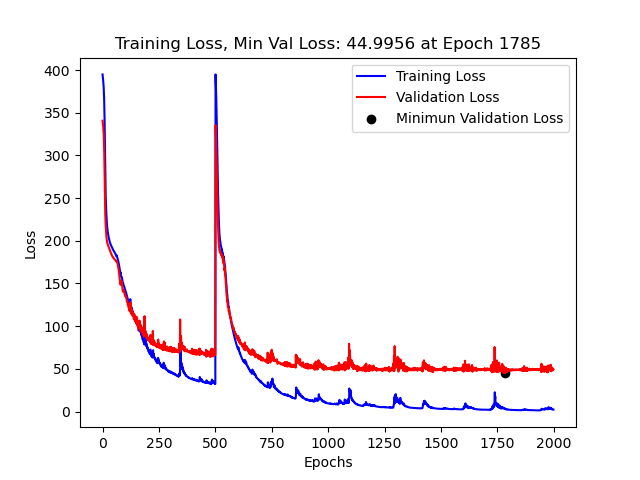 Training Loss, Min Val Loss: 44.9956 at Epoch 1785
Training Loss
Validation Loss
Minimun Validation Loss
400
350
300
250
200
150
100
50
0
Loss
0 250 500 750 1000 1250 1500 1750 2000
Epochs